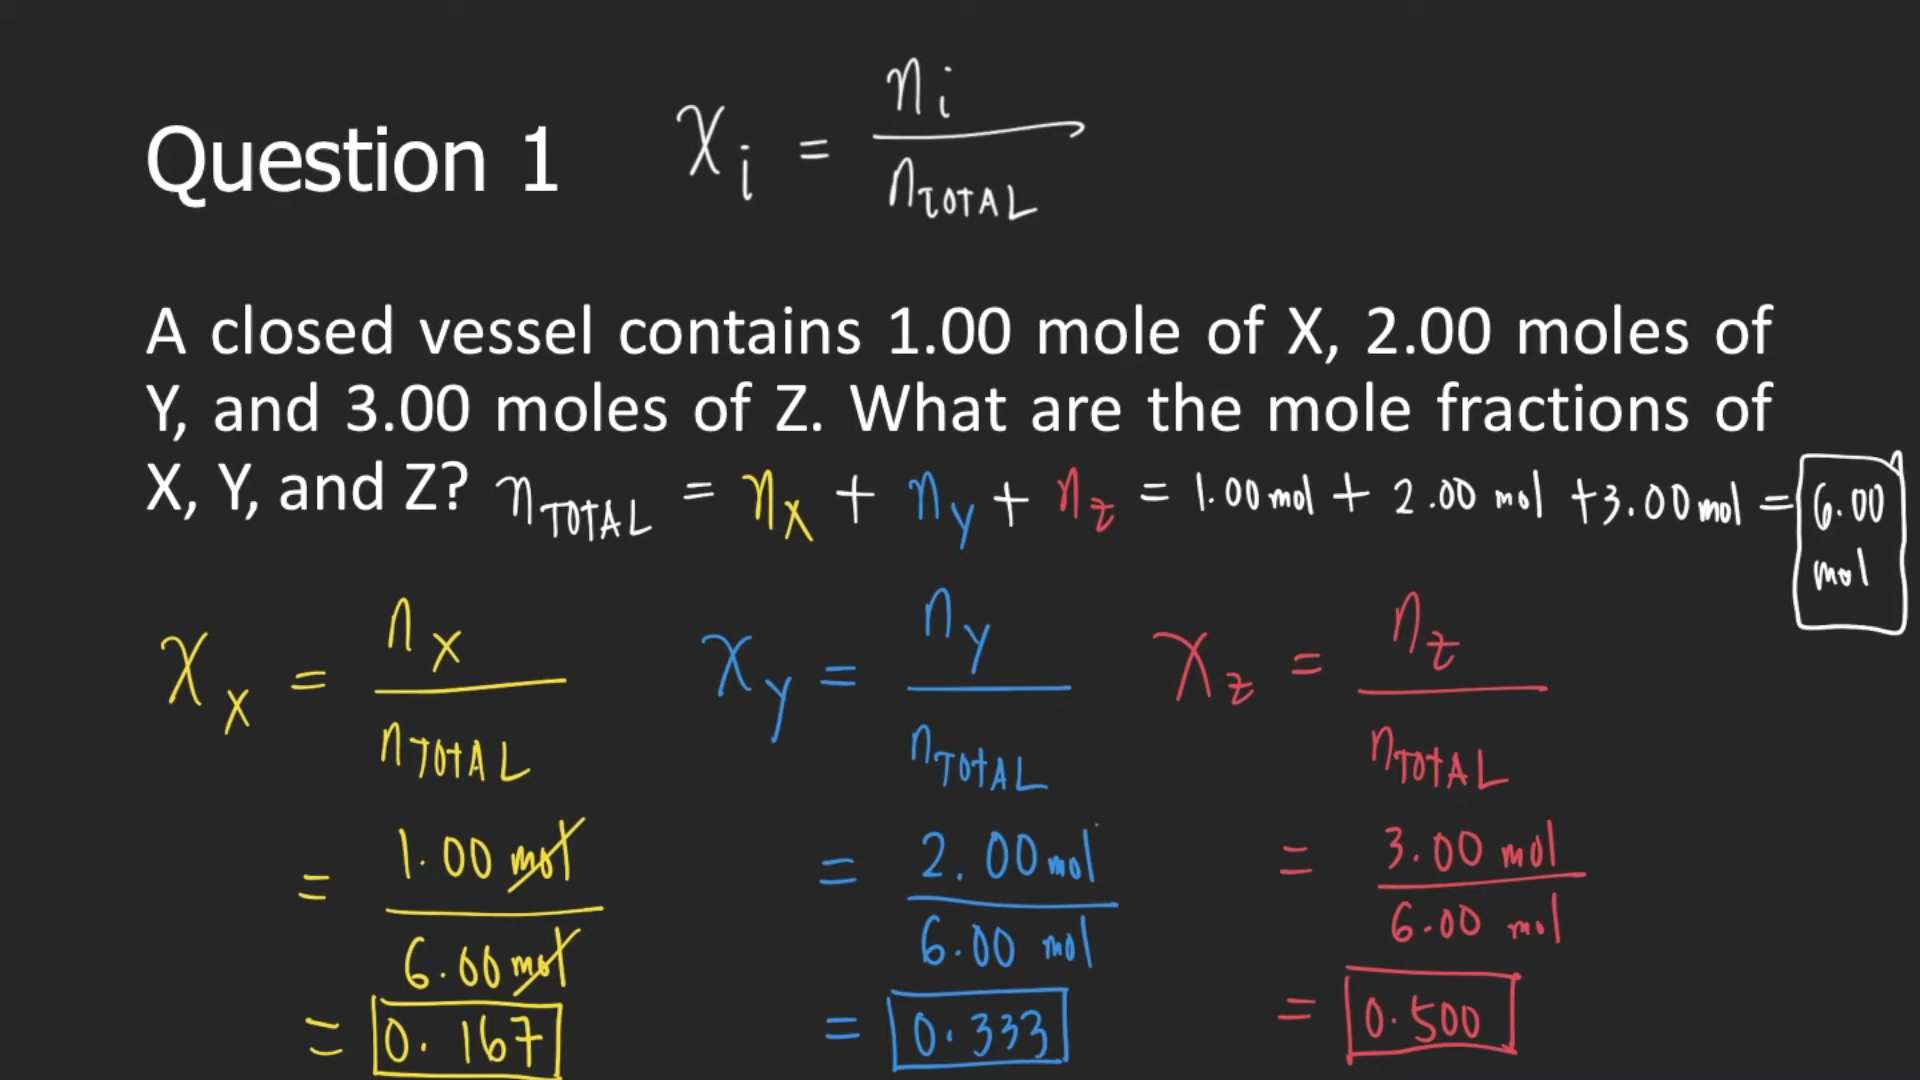 Question 1
χi = ni / nTOTAL
A closed vessel contains 1.00 mole of X, 2.00 moles of
Y, and 3.00 moles of Z. What are the mole fractions of
X, Y, and Z? nTOTAL = nX + nY + nZ = 1.00 mol + 2.00 mol + 3.00 mol = 6.00 mol
χX = nX / nTOTAL
= 1.00 mol / 6.00 mol
= 0.167
χY = nY / nTOTAL
= 2.00 mol / 6.00 mol
= 0.333
χZ = nZ / nTOTAL
= 3.00 mol / 6.00 mol
= 0.500